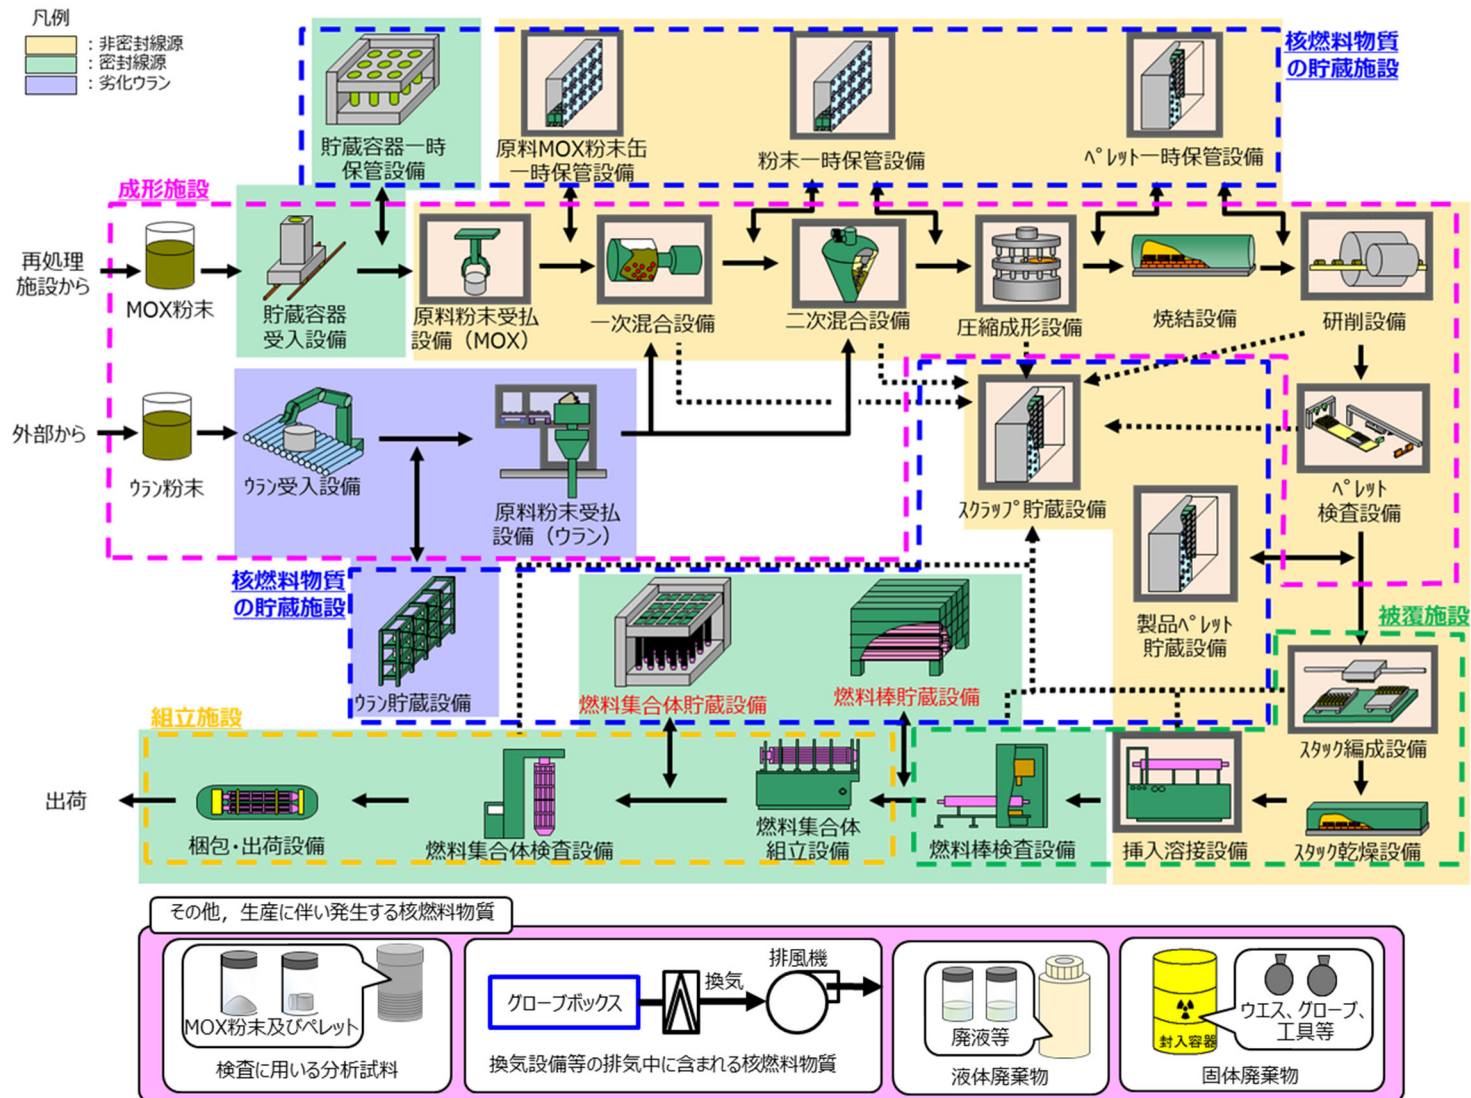 凡例
：非密封線源
：密封線源
：劣化ウラン
核燃料物質
の貯蔵施設
貯蔵容器一時
保管設備
原料MOX粉末缶
一時保管設備
粉末一時保管設備
ペレット一時保管設備
成形施設
再処理
施設から
MOX粉末
貯蔵容器
受入設備
原料粉末受払
設備（MOX）
一次混合設備
二次混合設備
圧縮成形設備
焼結設備
研削設備
外部から
ウラン粉末
ウラン受入設備
原料粉末受払
設備（ウラン）
スクラップ貯蔵設備
ペレット
検査設備
核燃料物質
の貯蔵施設
ウラン貯蔵設備
燃料集合体貯蔵設備
燃料棒貯蔵設備
製品ペレット
貯蔵設備
被覆施設
組立施設
スタック編成設備
出荷
梱包・出荷設備
燃料集合体検査設備
燃料集合体
組立設備
燃料棒検査設備
挿入溶接設備
スタック乾燥設備
その他，生産に伴い発生する核燃料物質
MOX粉末及びペレット
検査に用いる分析試料
グローブボックス
換気
排風機
換気設備等の排気中に含まれる核燃料物質
廃液等
液体廃棄物
封入容器
ウエス、グローブ、
工具等
固体廃棄物